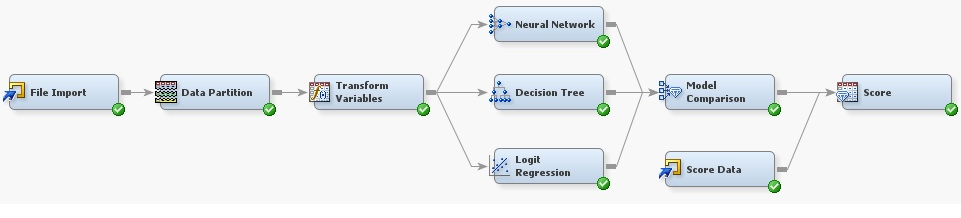 Neural Network
File Import
Data Partition
Transform
Variables
Decision Tree
Model
Comparison
Score
Logit
Regression
Score Data